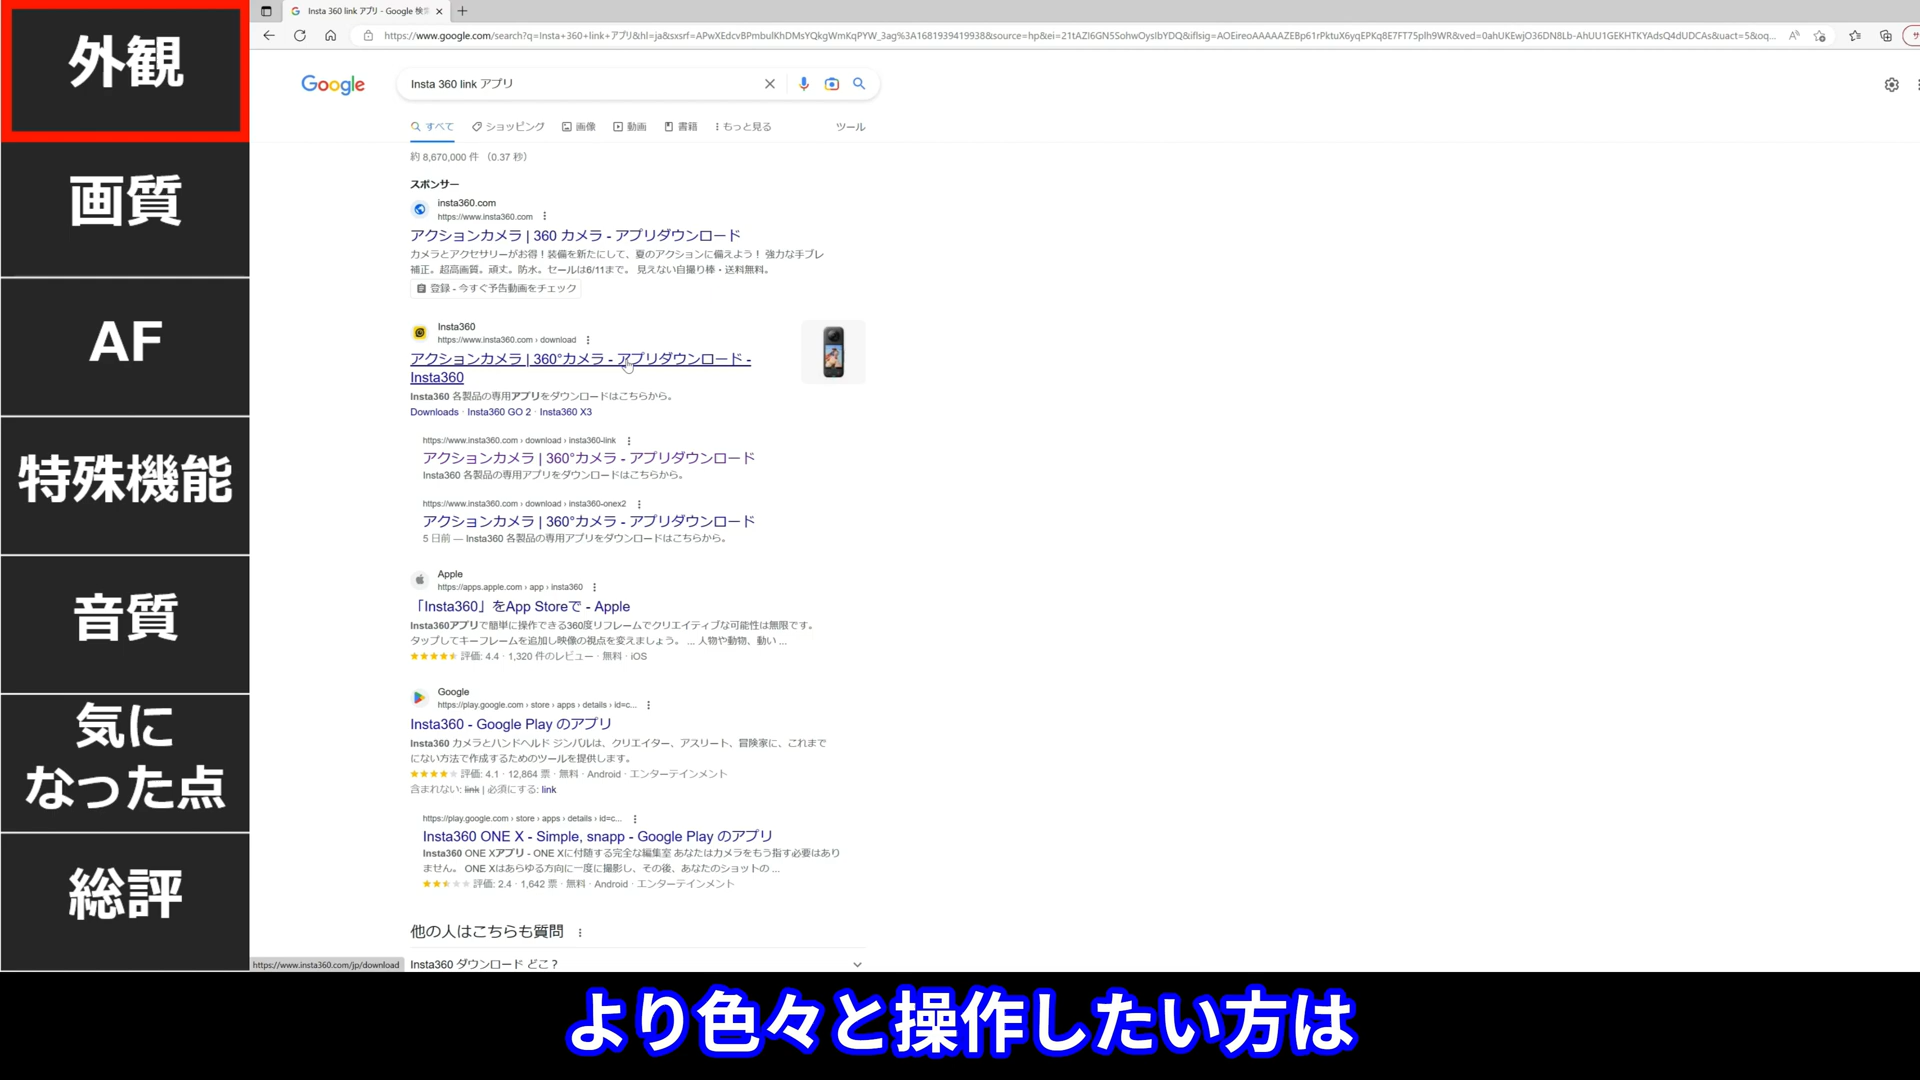 外観
画質
AF
特殊機能
音質
気に
なった点
総評
Insta 360 link アプリ - Google 検
Google
Insta 360 link アプリ
すべて
ショッピング
画像
動画
書籍
もっと見る
ツール
約 8,670,000 件 （0.37 秒）
スポンサー
insta360.com
https://www.insta360.com
アクションカメラ | 360 カメラ - アプリダウンロード
カメラとアクセサリーがお得！装備を新たにして、夏のアクションに備えよう！ 強力な手ブレ
補正。超高画質。頑丈。防水。セールは6/11まで。 見えない自撮り棒・送料無料。
登録 - 今すぐ予告動画をチェック
Insta360
https://www.insta360.com › download
アクションカメラ | 360°カメラ - アプリダウンロード -
Insta360
Insta360 各製品の専用アプリをダウンロードはこちらから。
Downloads · Insta360 GO 2 · Insta360 X3
https://www.insta360.com › download › insta360-link
アクションカメラ | 360°カメラ - アプリダウンロード
Insta360 各製品の専用アプリをダウンロードはこちらから。
https://www.insta360.com › download › insta360-onex2
アクションカメラ | 360°カメラ - アプリダウンロード
5 日前 — Insta360 各製品の専用アプリをダウンロードはこちらから。
Apple
https://apps.apple.com › app › insta360
「Insta360」をApp Storeで - Apple
Insta360アプリで簡単に操作できる360度リフレームでクリエイティブな可能性は無限です。
タップしてキーフレームを追加し映像の視点を変えましょう。 ... 人物や動物、動い ...
評価: 4.4 · 1,320 件のレビュー · 無料 · iOS
Google
https://play.google.com › store › apps › details › id=c...
Insta360 - Google Play のアプリ
Insta360 カメラとハンドヘルド ジンバルは、クリエイター、アスリート、冒険家に、これまで
にない方法で作成するためのツールを提供します。
評価: 4.1 · 12,864 票 · 無料 · Android · エンターテインメント
含まれない: link | 必須にする: link
https://play.google.com › store › apps › details › id=c...
Insta360 ONE X - Simple, snapp - Google Play のアプリ
Insta360 ONE Xアプリ - ONE Xに付随する完全な編集室 あなたはカメラをもう指す必要はあり
ません。 ONE Xはあらゆる方向に一度に撮影し、その後、あなたのショットの ...
評価: 2.4 · 1,642 票 · 無料 · Android · エンターテインメント
他の人はこちらも質問
Insta360 ダウンロード どこ？
https://www.insta360.com/jp/download
より色々と操作したい方は